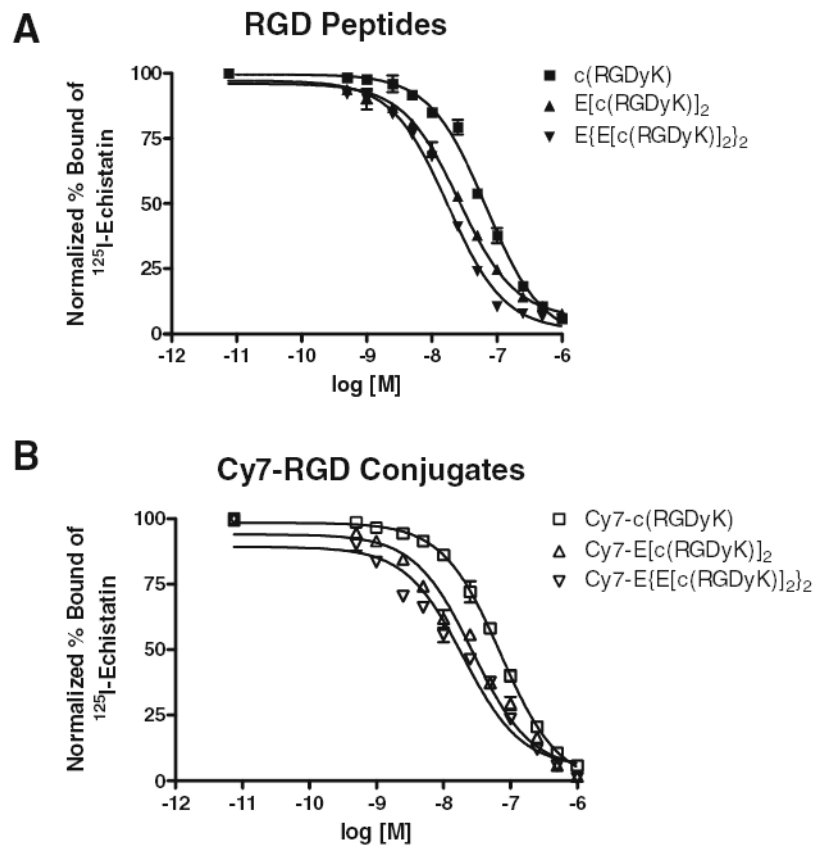 A
RGD Peptides
Normalized % Bound of
¹²⁵I-Echistatin
100
75
50
25
0
-12 -11 -10 -9 -8 -7 -6
log [M]
c(RGDyK)
E[c(RGDyK)]₂
E{E[c(RGDyK)]₂}₂
B
Cy7-RGD Conjugates
Normalized % Bound of
¹²⁵I-Echistatin
100
75
50
25
0
-12 -11 -10 -9 -8 -7 -6
log [M]
Cy7-c(RGDyK)
Cy7-E[c(RGDyK)]₂
Cy7-E{E[c(RGDyK)]₂}₂